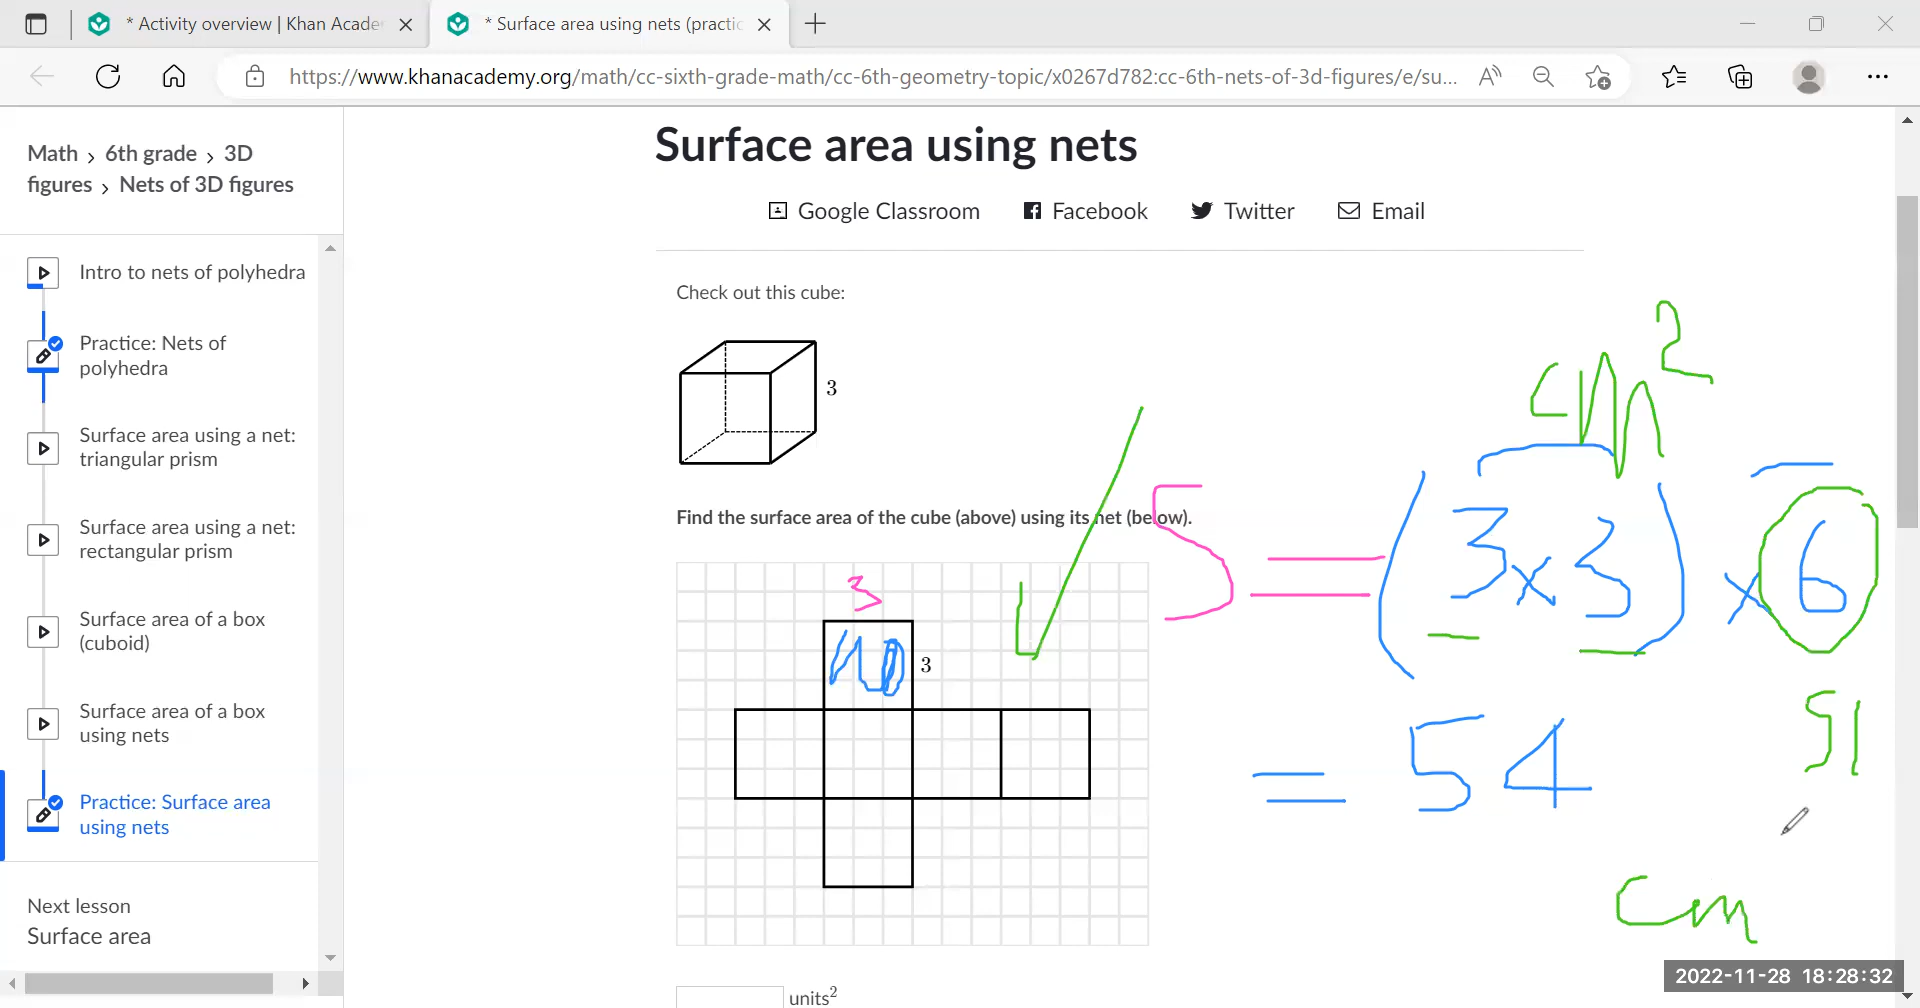 * Activity overview | Khan Acade
* Surface area using nets (practic
https://www.khanacademy.org/math/cc-sixth-grade-math/cc-6th-geometry-topic/x0267d782:cc-6th-nets-of-3d-figures/e/su...
Math › 6th grade › 3D
figures › Nets of 3D figures
Intro to nets of polyhedra
Practice: Nets of
polyhedra
Surface area using a net:
triangular prism
Surface area using a net:
rectangular prism
Surface area of a box
(cuboid)
Surface area of a box
using nets
Practice: Surface area
using nets
Next lesson
Surface area
Surface area using nets
Google Classroom Facebook Twitter Email
Check out this cube:
3
Find the surface area of the cube (above) using its net (below).
3
3
units²
cm²
S = (3 x 3) x 6
= 54
cm
2022-11-28 18:28:32